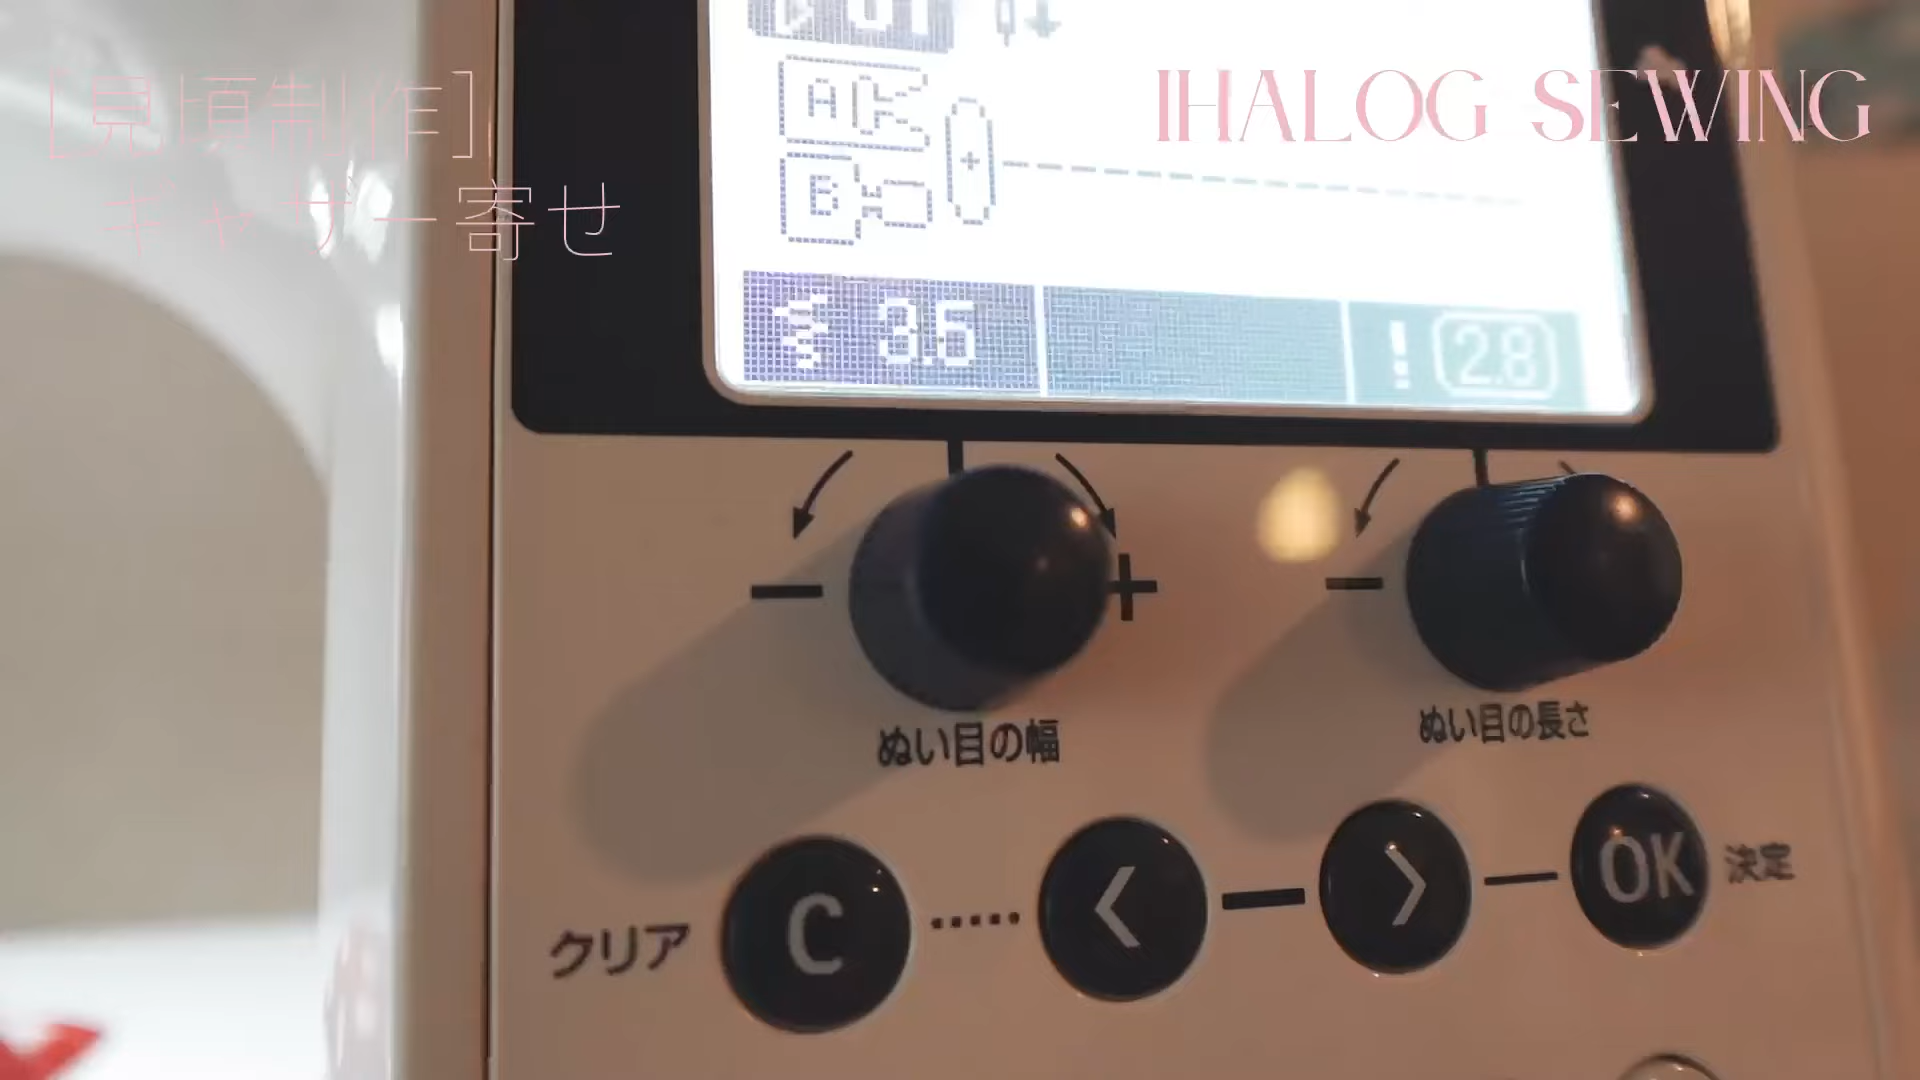 [見頃制作]
ギャザー寄せ
IHALOG SEWING
A
B
3.5
! 2.8
− +
−
ぬい目の幅
ぬい目の長さ
クリア C < > OK 決定